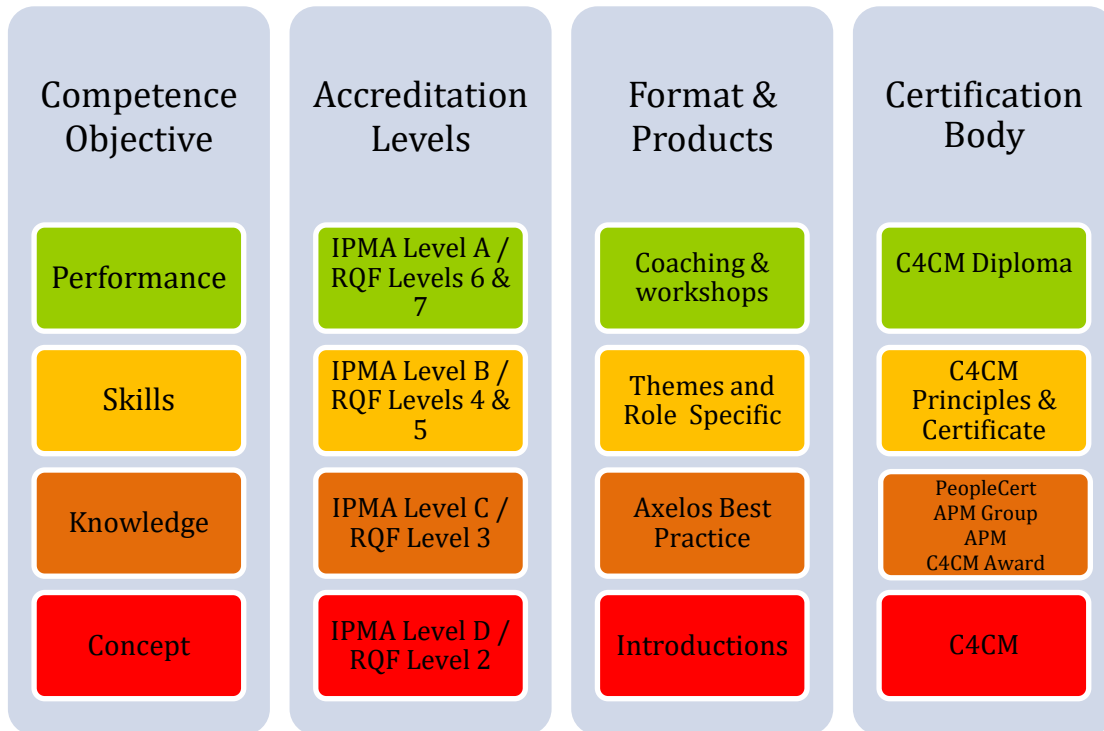 Competence
Objective
Performance
Skills
Knowledge
Concept
Accreditation
Levels
IPMA Level A /
RQF Levels 6 &
7
IPMA Level B /
RQF Levels 4 &
5
IPMA Level C /
RQF Level 3
IPMA Level D /
RQF Level 2
Format &
Products
Coaching &
workshops
Themes and
Role Specific
Axelos Best
Practice
Introductions
Certification
Body
C4CM Diploma
C4CM
Principles &
Certificate
PeopleCert
APM Group
APM
C4CM Award
C4CM